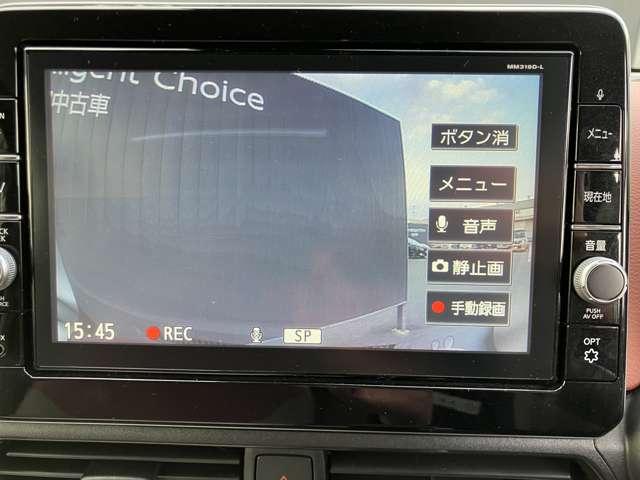 MM319D-L
lligent Choice
中古車
ボタン消
メニュー
音声
静止画
手動録画
15:45
REC
SP
メニュー
現在地
音量
PUSH
AV OFF
OPT